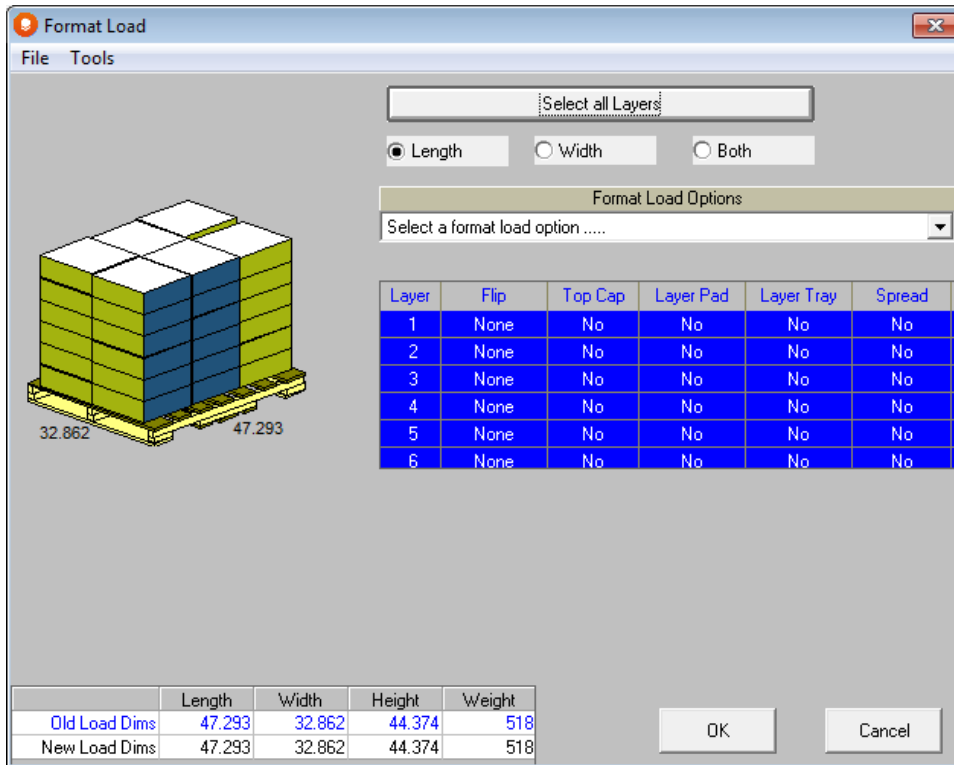 Format Load
File Tools
Select all Layers
Length Width Both
Format Load Options
Select a format load option .....
Layer Flip Top Cap Layer Pad Layer Tray Spread
1 None No No No No
2 None No No No No
3 None No No No No
4 None No No No No
5 None No No No No
6 None No No No No
32.862 47.293
Length Width Height Weight
Old Load Dims 47.293 32.862 44.374 518
New Load Dims 47.293 32.862 44.374 518
OK Cancel